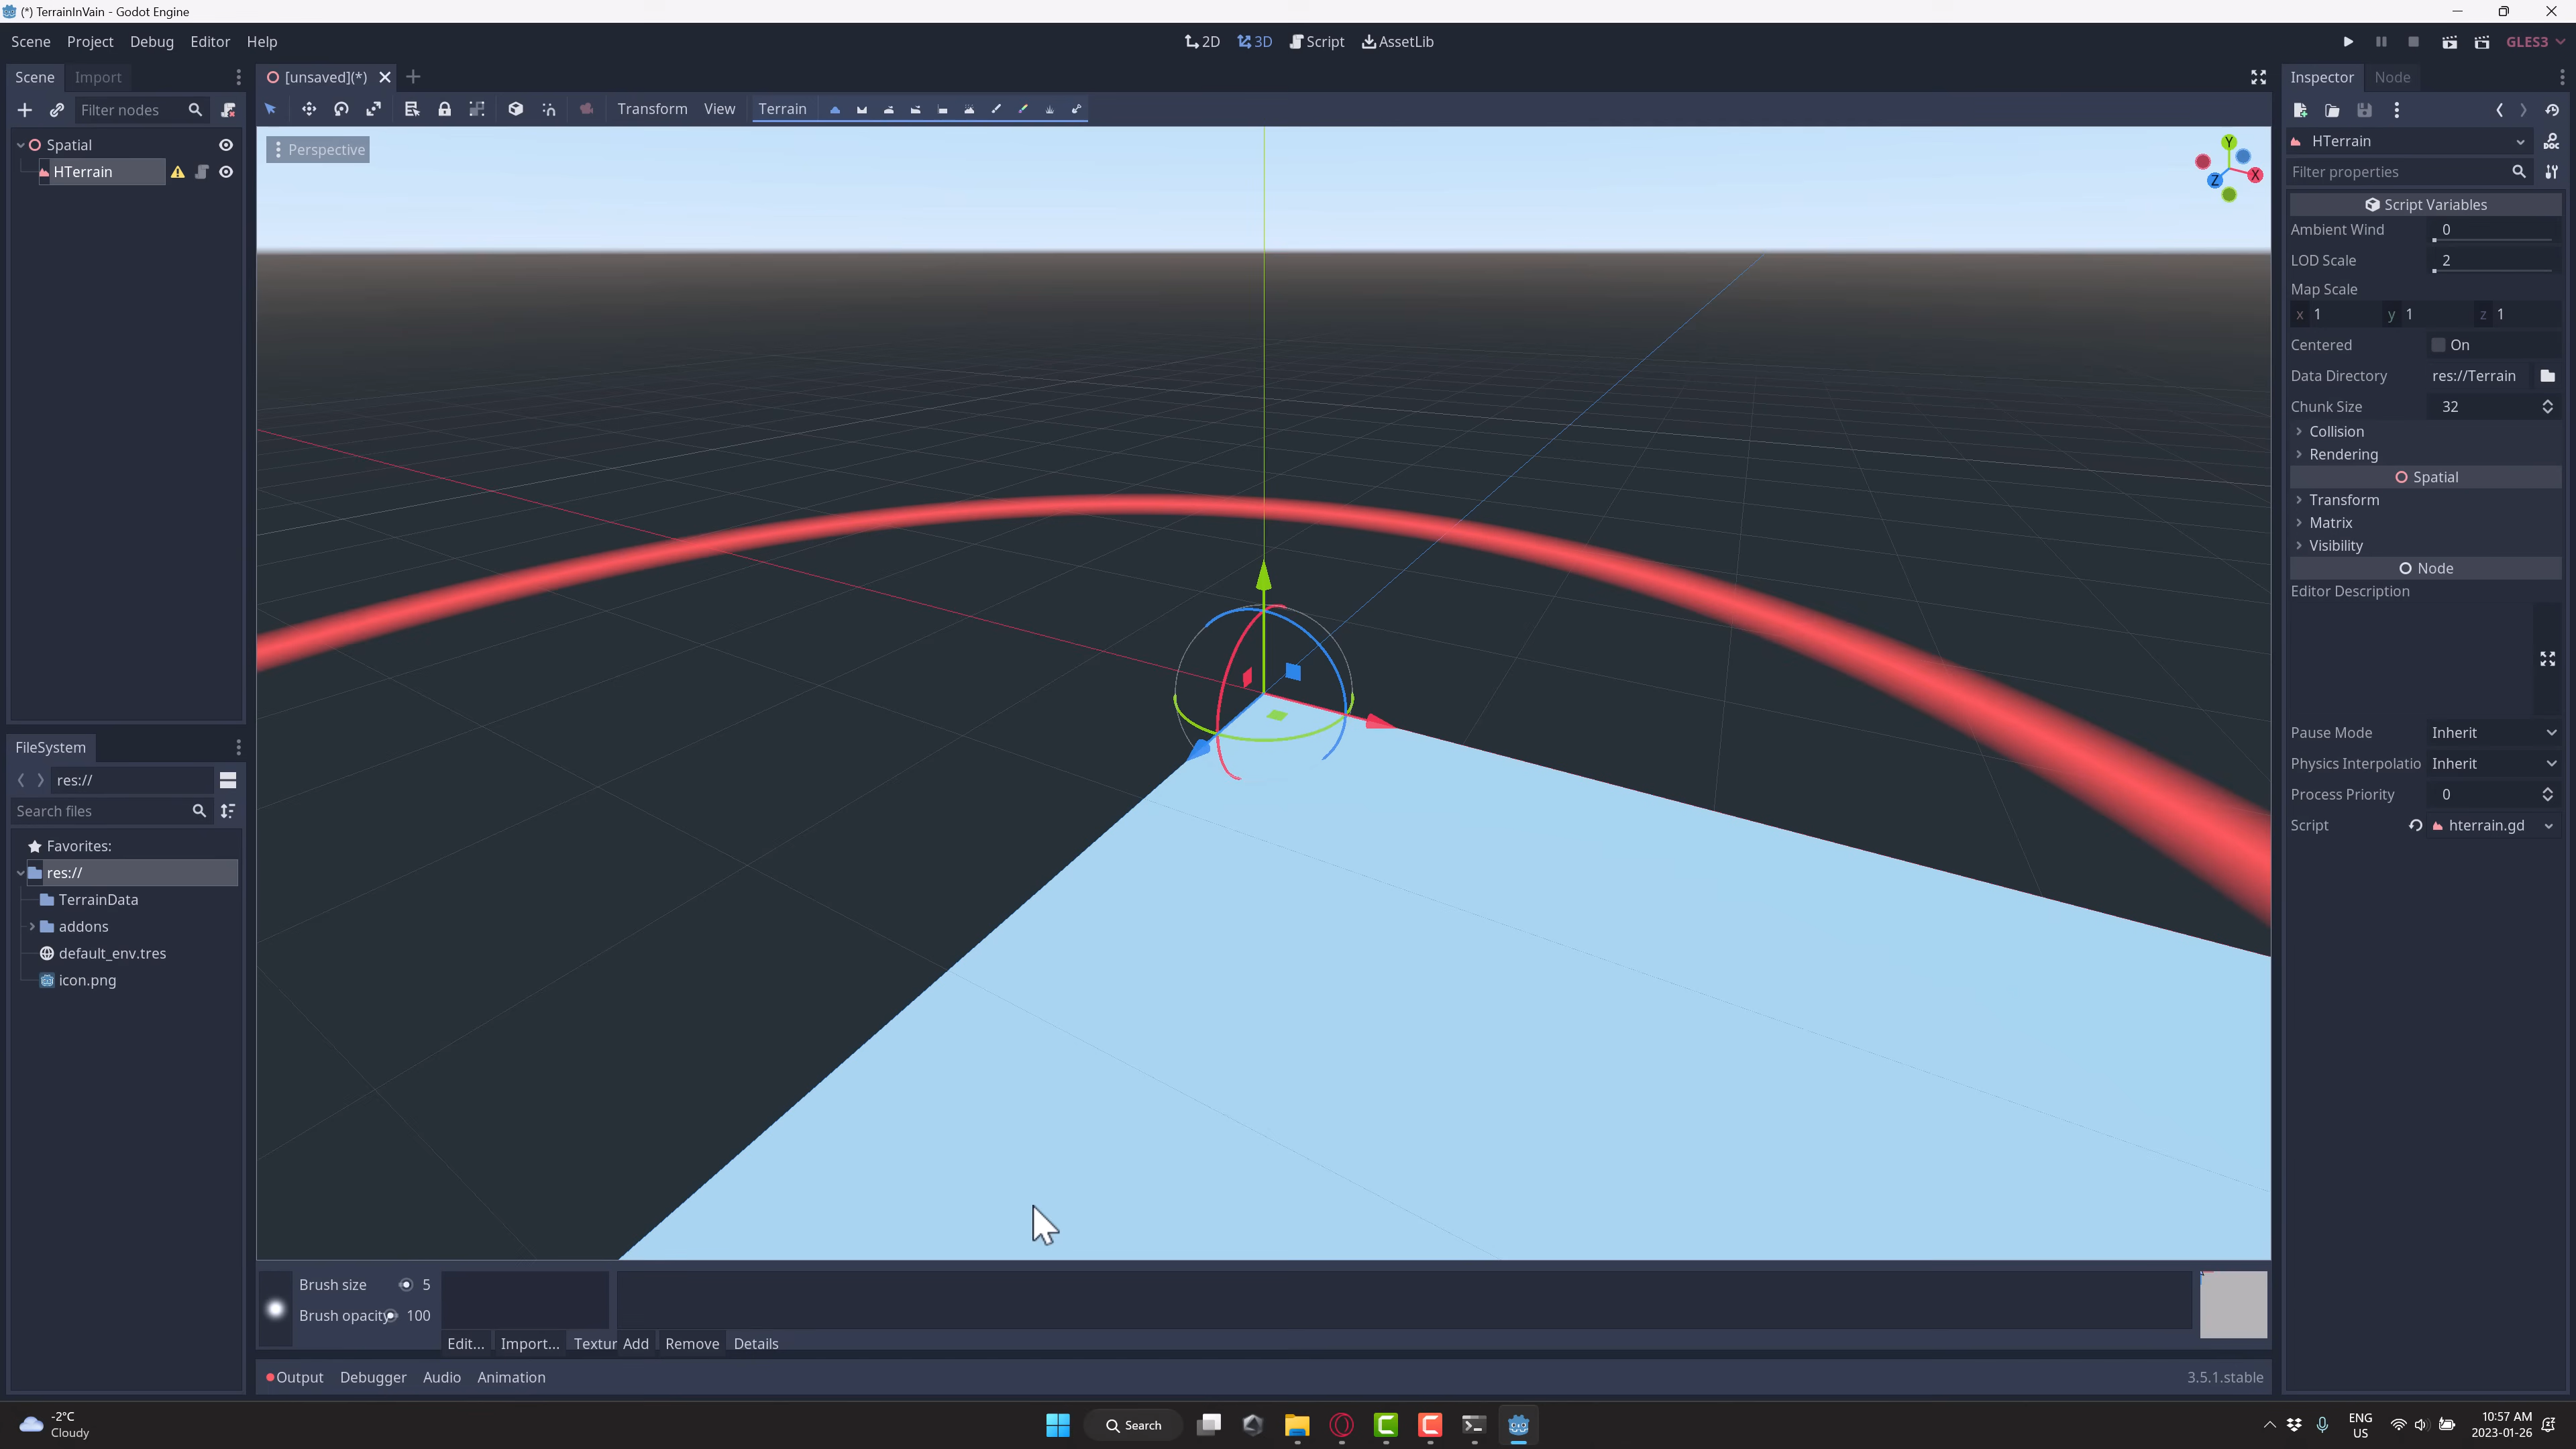 (*) TerrainInVain - Godot Engine
Scene Project Debug Editor Help
2D 3D Script AssetLib
GLES3
Scene Import
[unsaved](*)
Inspector Node
Filter nodes
Transform View Terrain
Spatial
HTerrain
Perspective
Y
X
Z
HTerrain
DOC
Filter properties
Script Variables
Ambient Wind 0
LOD Scale 2
Map Scale
x 1 y 1 z 1
Centered On
Data Directory res://Terrain
Chunk Size 32
Collision
Rendering
Spatial
Transform
Matrix
Visibility
Node
Editor Description
Pause Mode Inherit
Physics Interpolatio Inherit
Process Priority 0
Script hterrain.gd
FileSystem
res://
Search files
Favorites:
res://
TerrainData
addons
default_env.tres
icon.png
Brush size 5
Brush opacity 100
Edit... Import... Textur Add Remove Details
Output Debugger Audio Animation
3.5.1.stable
-2°C
Cloudy
Search
ENG
US
10:57 AM
2023-01-26